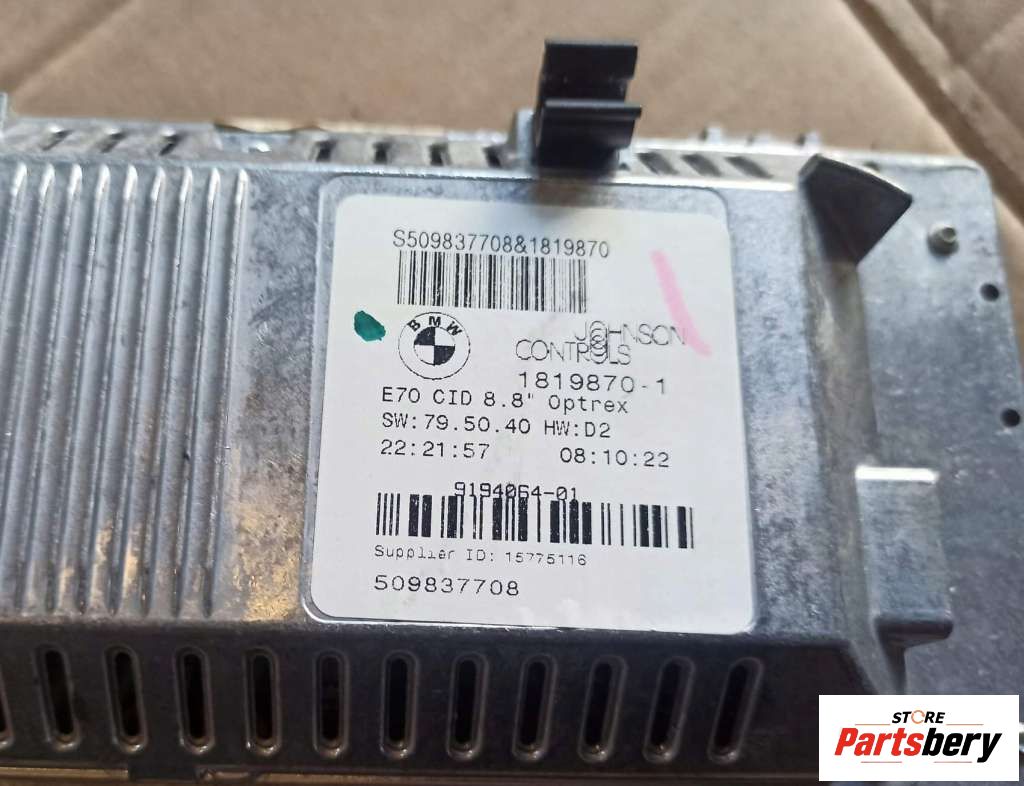 S509837708&1819870
BMW
JOHNSON
CONTROLS
1819870-1
E70 CID 8.8" Optrex
SW:79.50.40 HW:D2
22:21:57 08:10:22
9194064-01
Supplier ID: 15775116
509837708
STORE
Partsbery